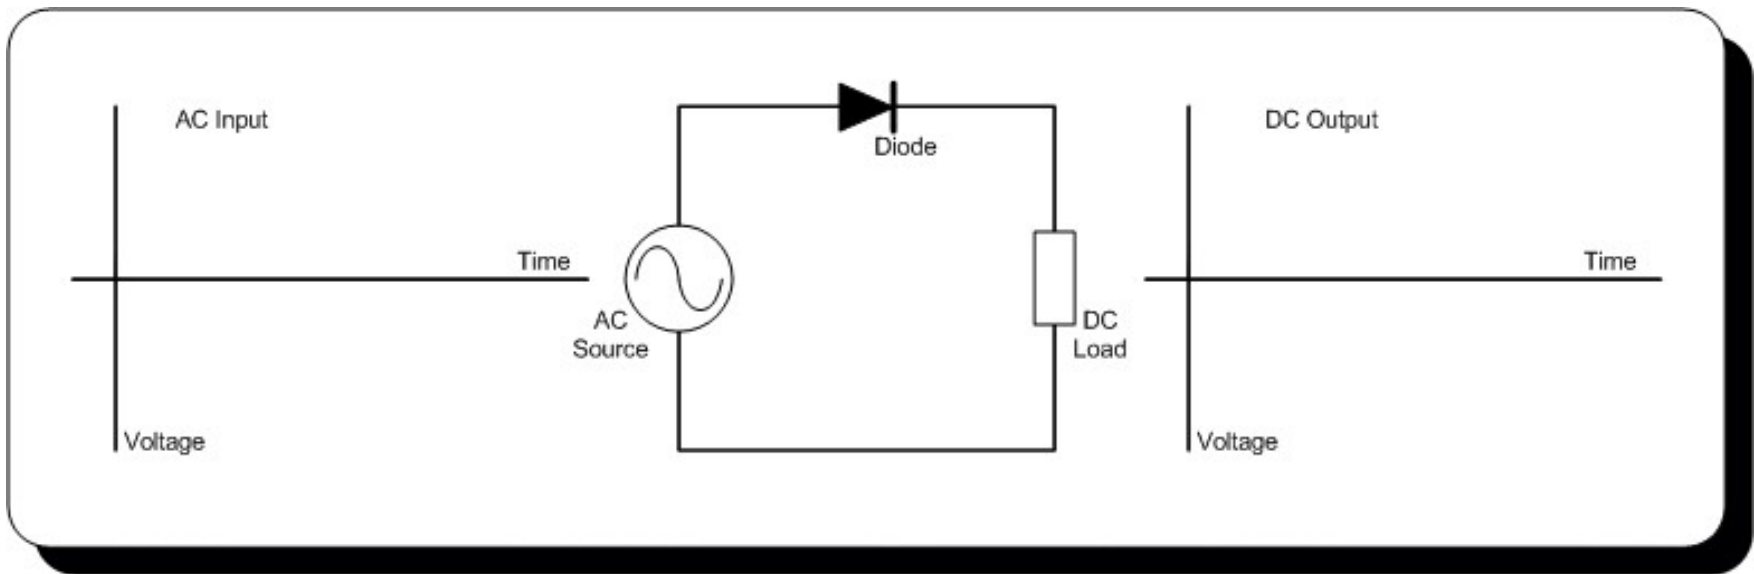 AC Input
Time
Voltage
Diode
AC
Source
DC
Load
DC Output
Time
Voltage